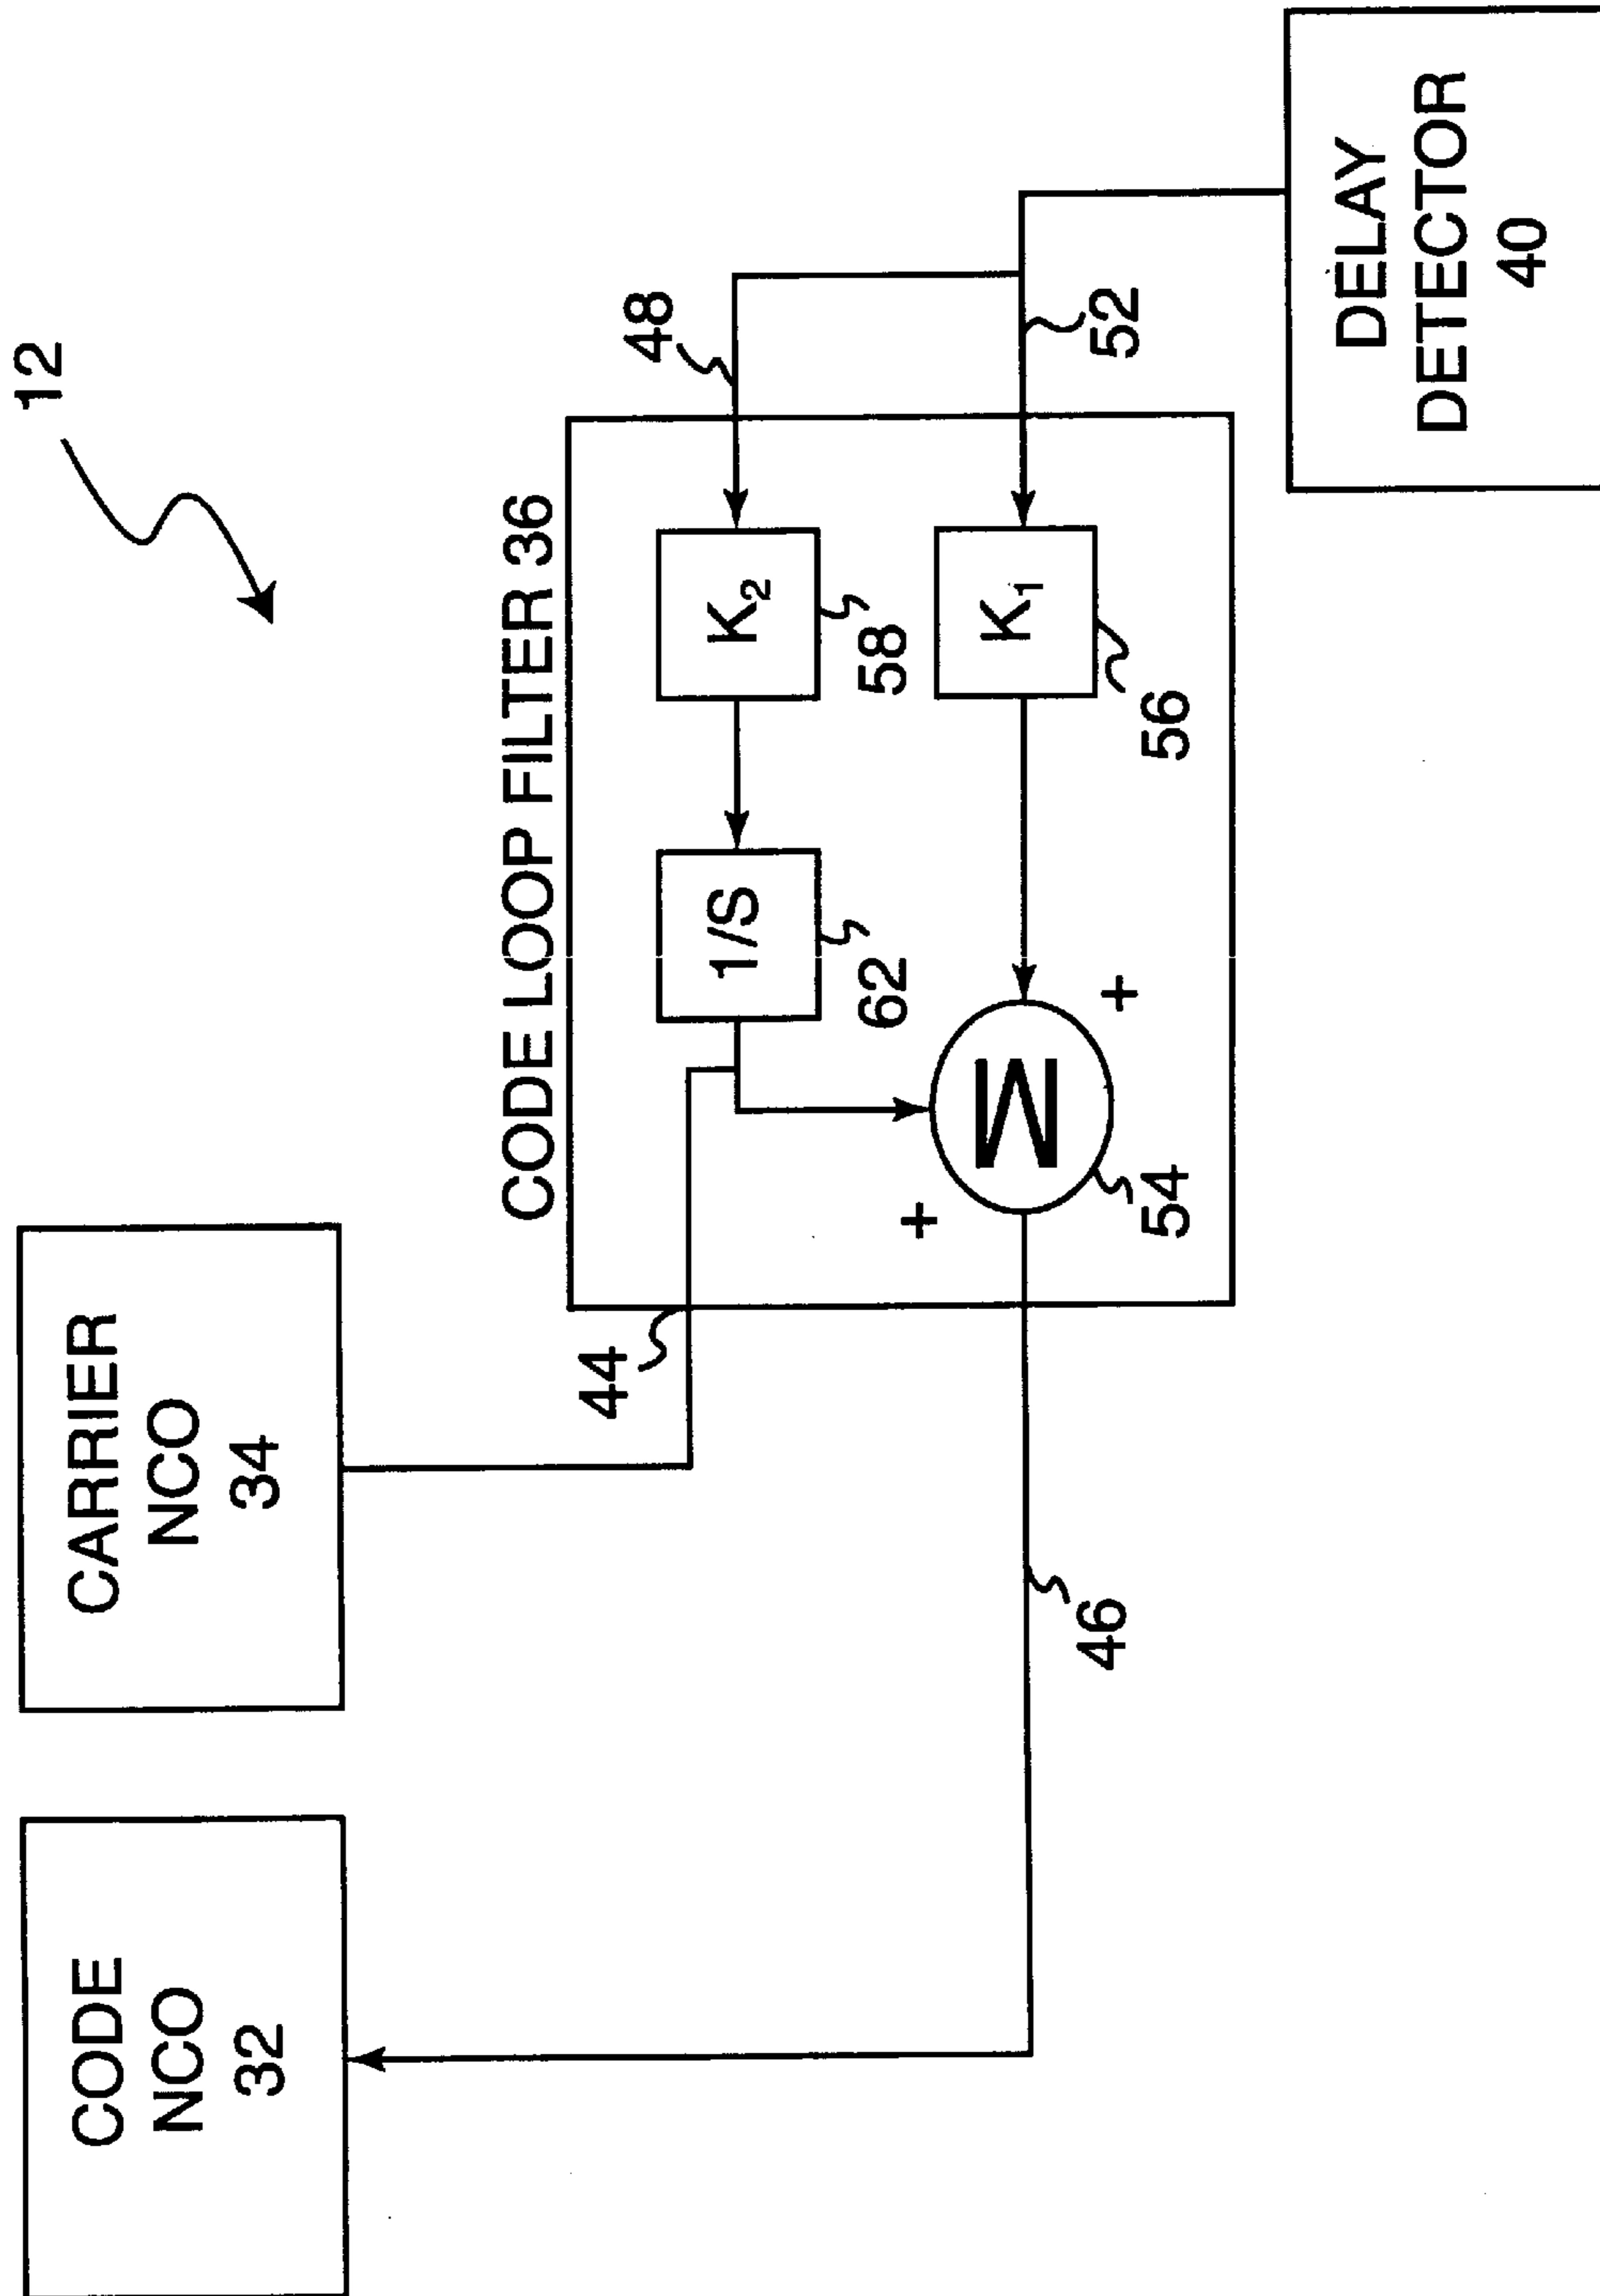 CODE
NCO
32
CARRIER
NCO
34
12
CODE LOOP FILTER 36
44
48
1/S
K₂
62
58
+
Σ
K₁
46
+
54
56
52
DELAY
DETECTOR
40